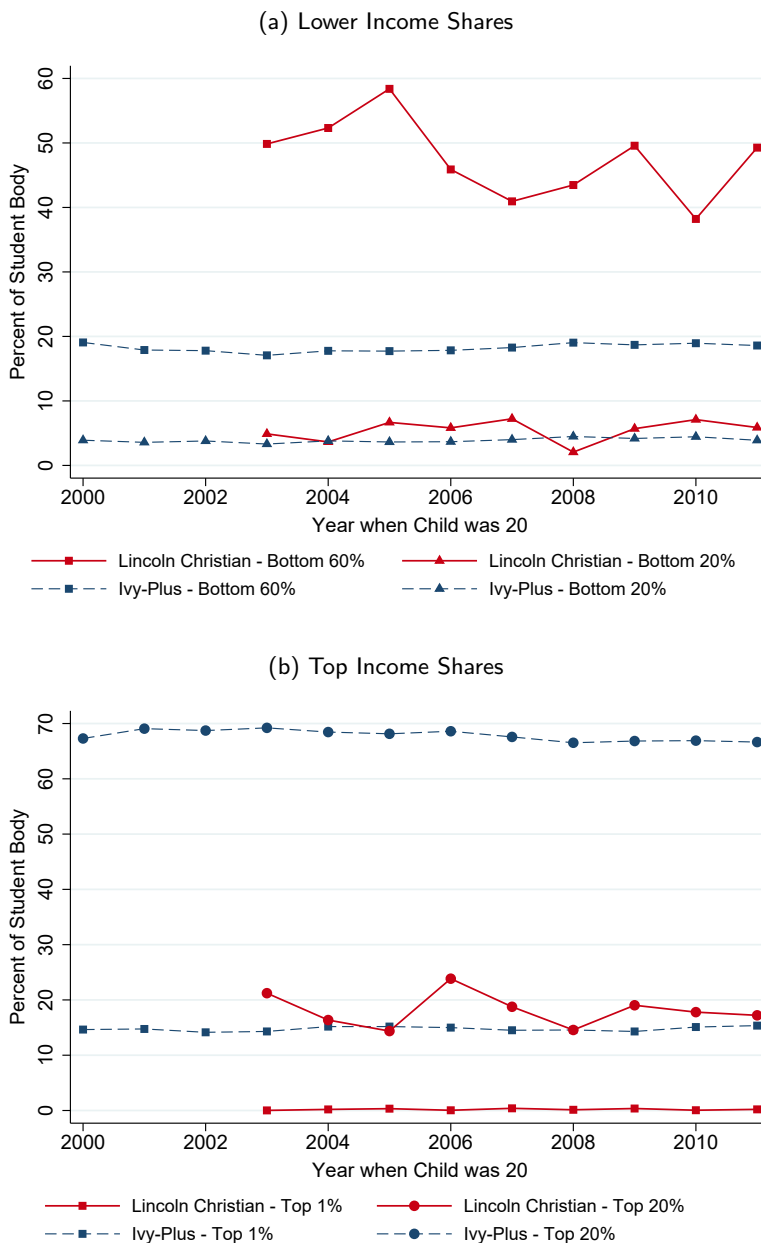 (a) Lower Income Shares
Percent of Student Body
60
50
40
30
20
10
0
2000 2002 2004 2006 2008 2010
Year when Child was 20
Lincoln Christian - Bottom 60% Lincoln Christian - Bottom 20%
Ivy-Plus - Bottom 60% Ivy-Plus - Bottom 20%
(b) Top Income Shares
Percent of Student Body
70
60
50
40
30
20
10
0
2000 2002 2004 2006 2008 2010
Year when Child was 20
Lincoln Christian - Top 1% Lincoln Christian - Top 20%
Ivy-Plus - Top 1% Ivy-Plus - Top 20%